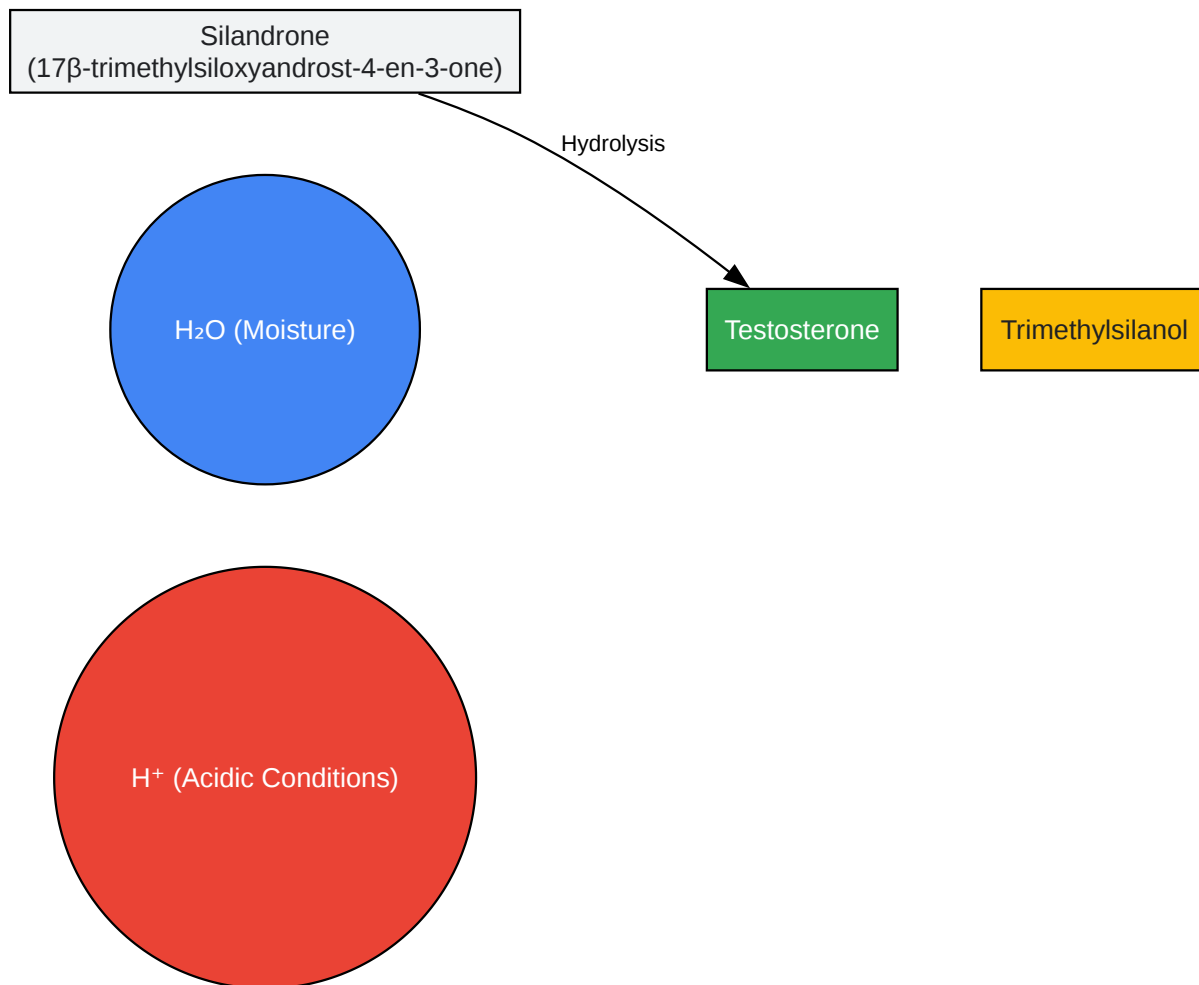 Silandrone
(17β-trimethylsiloxyandrost-4-en-3-one)
Hydrolysis
H₂O (Moisture)
Testosterone
Trimethylsilanol
H⁺ (Acidic Conditions)